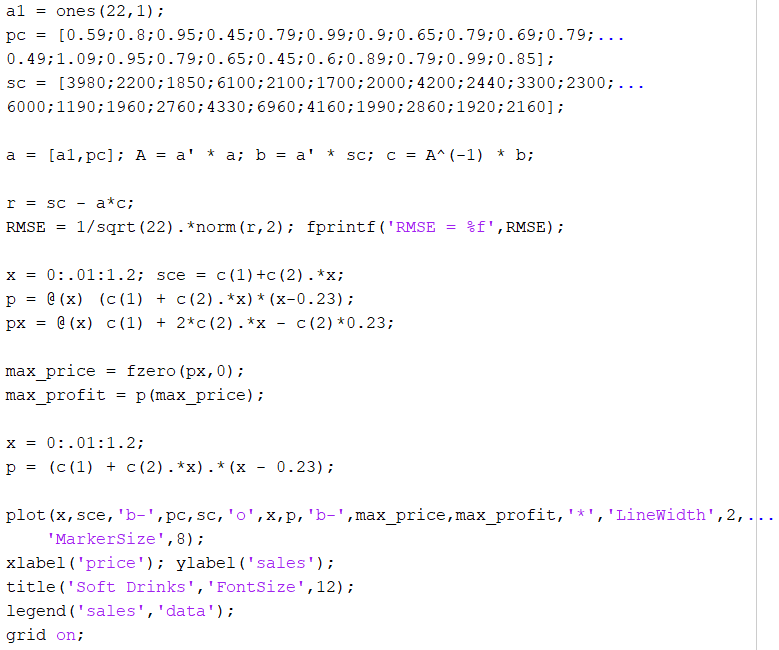 a1 = ones(22,1);
pc = [0.59;0.8;0.95;0.45;0.79;0.99;0.9;0.65;0.79;0.69;0.79;...
0.49;1.09;0.95;0.79;0.65;0.45;0.6;0.89;0.79;0.99;0.85];
sc = [3980;2200;1850;6100;2100;1700;2000;4200;2440;3300;2300;...
6000;1190;1960;2760;4330;6960;4160;1990;2860;1920;2160];
a = [a1,pc]; A = a' * a; b = a' * sc; c = A^(-1) * b;
r = sc - a*c;
RMSE = 1/sqrt(22).*norm(r,2); fprintf('RMSE = %f',RMSE);
x = 0:.01:1.2; sce = c(1)+c(2).*x;
p = @(x) (c(1) + c(2).*x)*(x-0.23);
px = @(x) c(1) + 2*c(2).*x - c(2)*0.23;
max_price = fzero(px,0);
max_profit = p(max_price);
x = 0:.01:1.2;
p = (c(1) + c(2).*x).*(x - 0.23);
plot(x,sce,'b-',pc,sc,'o',x,p,'b-',max_price,max_profit,'*','LineWidth',2,...
'MarkerSize',8);
xlabel('price'); ylabel('sales');
title('Soft Drinks','FontSize',12);
legend('sales','data');
grid on;